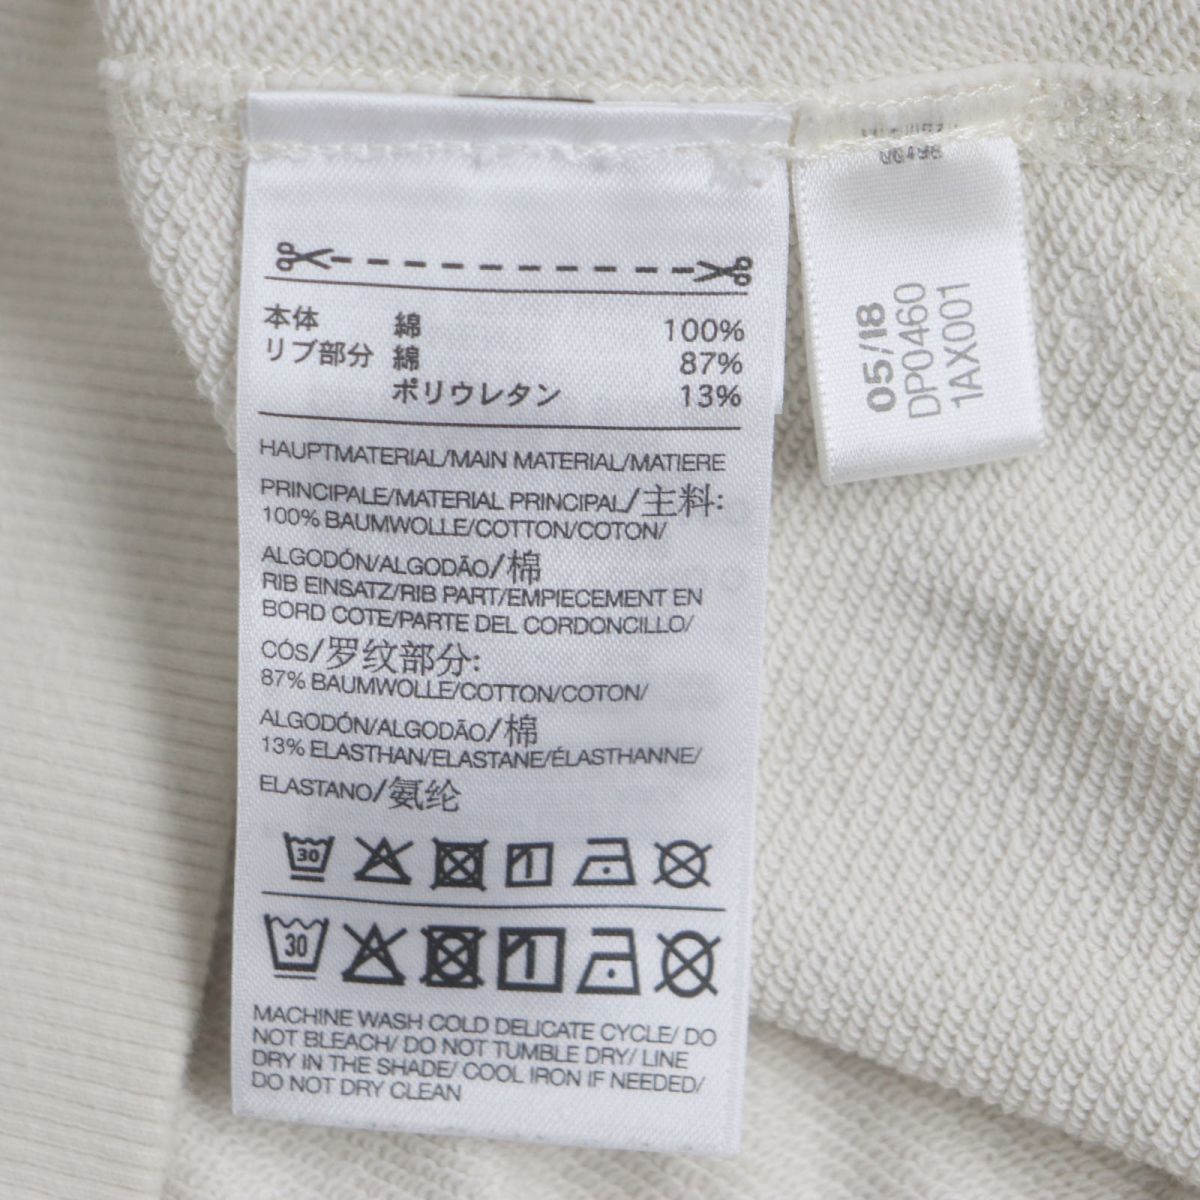 本体 綿 100%
リブ部分 綿 87%
ポリウレタン 13%
HAUPTMATERIAL/MAIN MATERIAL/MATIERE
PRINCIPALE/MATERIAL PRINCIPAL/主料:
100% BAUMWOLLE/COTTON/COTON/
ALGODÓN/ALGODÃO/棉
RIB EINSATZ/RIB PART/EMPIECEMENT EN
BORD COTE/PARTE DEL CORDONCILLO/
CÓS/罗纹部分:
87% BAUMWOLLE/COTTON/COTON/
ALGODÓN/ALGODÃO/棉
13% ELASTHAN/ELASTANE/ÉLASTHANNE/
ELASTANO/氨纶
30
30
MACHINE WASH COLD DELICATE CYCLE/ DO
NOT BLEACH/ DO NOT TUMBLE DRY/ LINE
DRY IN THE SHADE/ COOL IRON IF NEEDED/
DO NOT DRY CLEAN
05/18
DP0460
1AX001